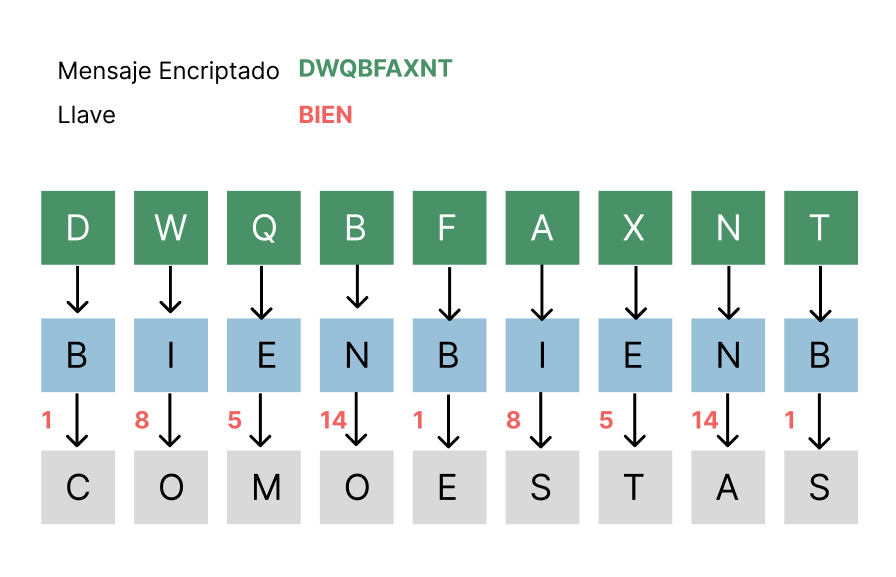 Mensaje Encriptado DWQBFAXNT
Llave BIEN
D W Q B F A X N T
B I E N B I E N B
1 8 5 14 1 8 5 14 1
C O M O E S T A S